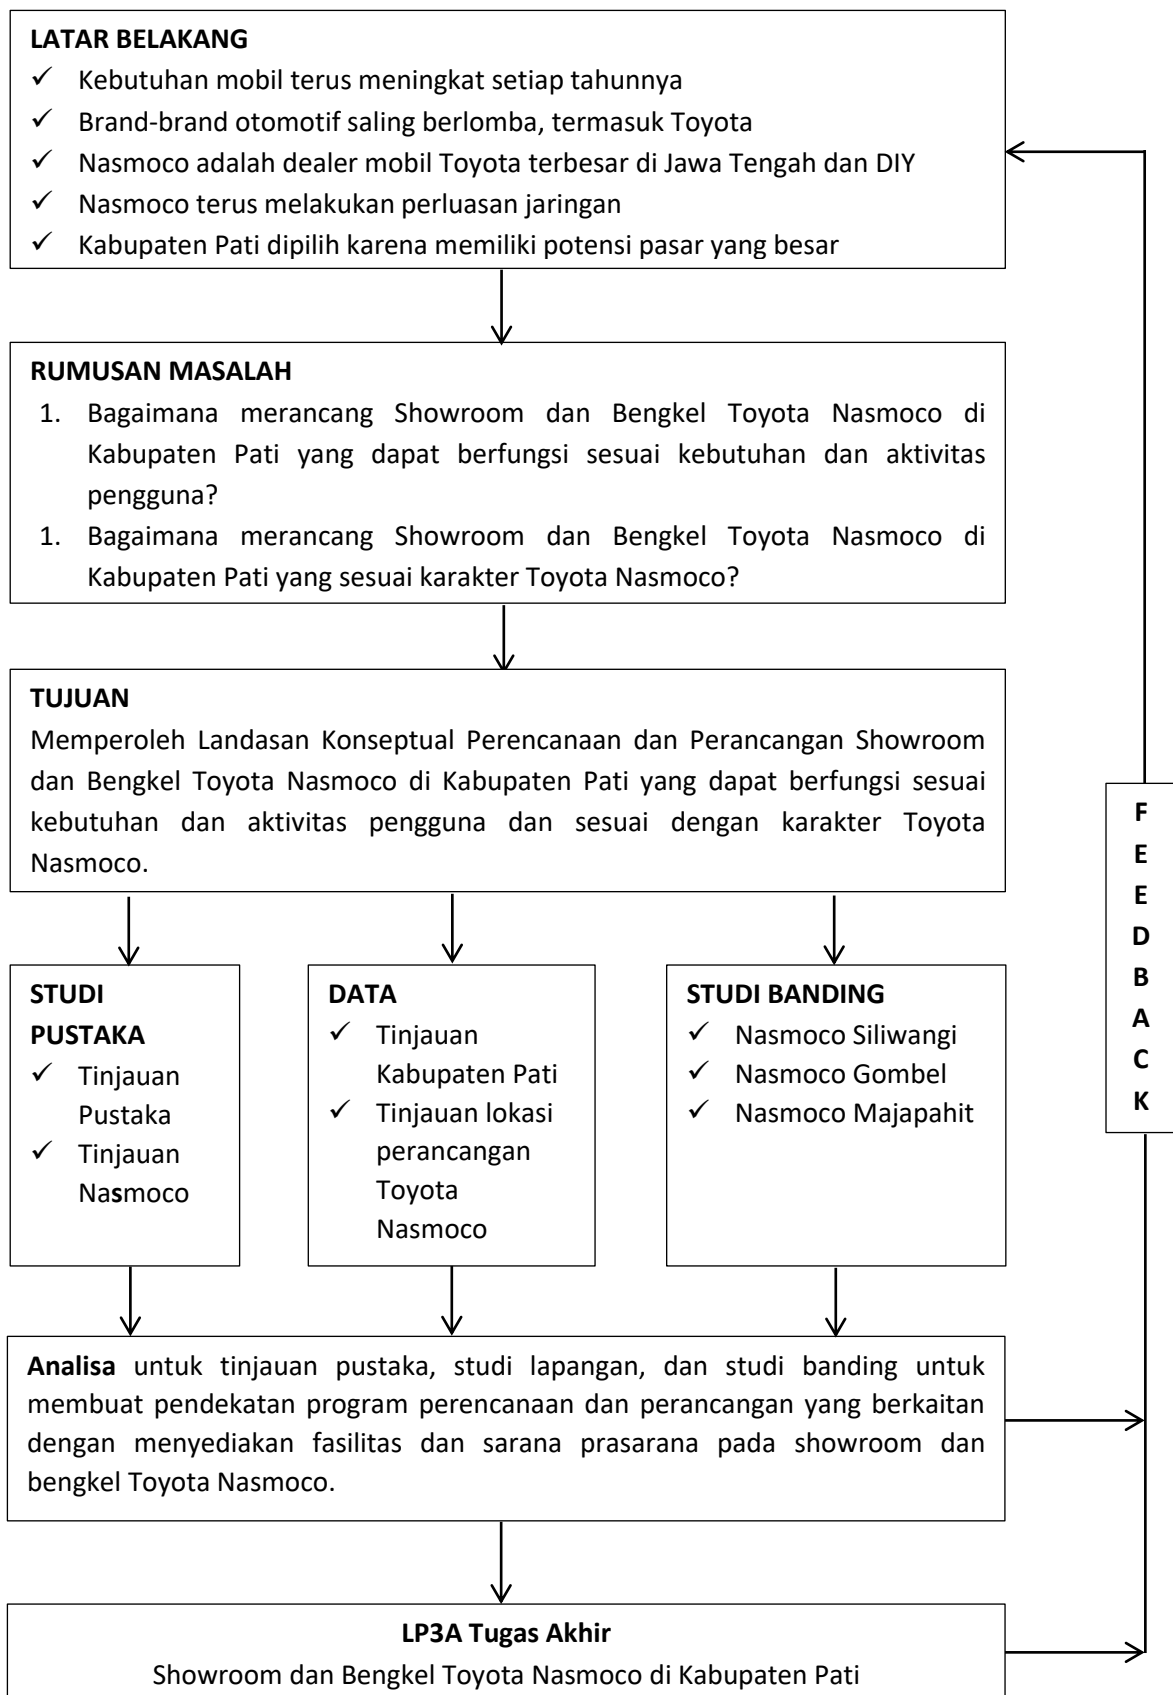 LATAR BELAKANG
✓ Kebutuhan mobil terus meningkat setiap tahunnya
✓ Brand-brand otomotif saling berlomba, termasuk Toyota
✓ Nasmoco adalah dealer mobil Toyota terbesar di Jawa Tengah dan DIY
✓ Nasmoco terus melakukan perluasan jaringan
✓ Kabupaten Pati dipilih karena memiliki potensi pasar yang besar
RUMUSAN MASALAH
1. Bagaimana merancang Showroom dan Bengkel Toyota Nasmoco di
Kabupaten Pati yang dapat berfungsi sesuai kebutuhan dan aktivitas
pengguna?
1. Bagaimana merancang Showroom dan Bengkel Toyota Nasmoco di
Kabupaten Pati yang sesuai karakter Toyota Nasmoco?
TUJUAN
Memperoleh Landasan Konseptual Perencanaan dan Perancangan Showroom
dan Bengkel Toyota Nasmoco di Kabupaten Pati yang dapat berfungsi sesuai
kebutuhan dan aktivitas pengguna dan sesuai dengan karakter Toyota
Nasmoco.
STUDI
PUSTAKA
✓ Tinjauan
Pustaka
✓ Tinjauan
Nasmoco
DATA
✓ Tinjauan
Kabupaten Pati
✓ Tinjauan lokasi
perancangan
Toyota
Nasmoco
STUDI BANDING
✓ Nasmoco Siliwangi
✓ Nasmoco Gombel
✓ Nasmoco Majapahit
Analisa untuk tinjauan pustaka, studi lapangan, dan studi banding untuk
membuat pendekatan program perencanaan dan perancangan yang berkaitan
dengan menyediakan fasilitas dan sarana prasarana pada showroom dan
bengkel Toyota Nasmoco.
LP3A Tugas Akhir
Showroom dan Bengkel Toyota Nasmoco di Kabupaten Pati
F
E
E
D
B
A
C
K